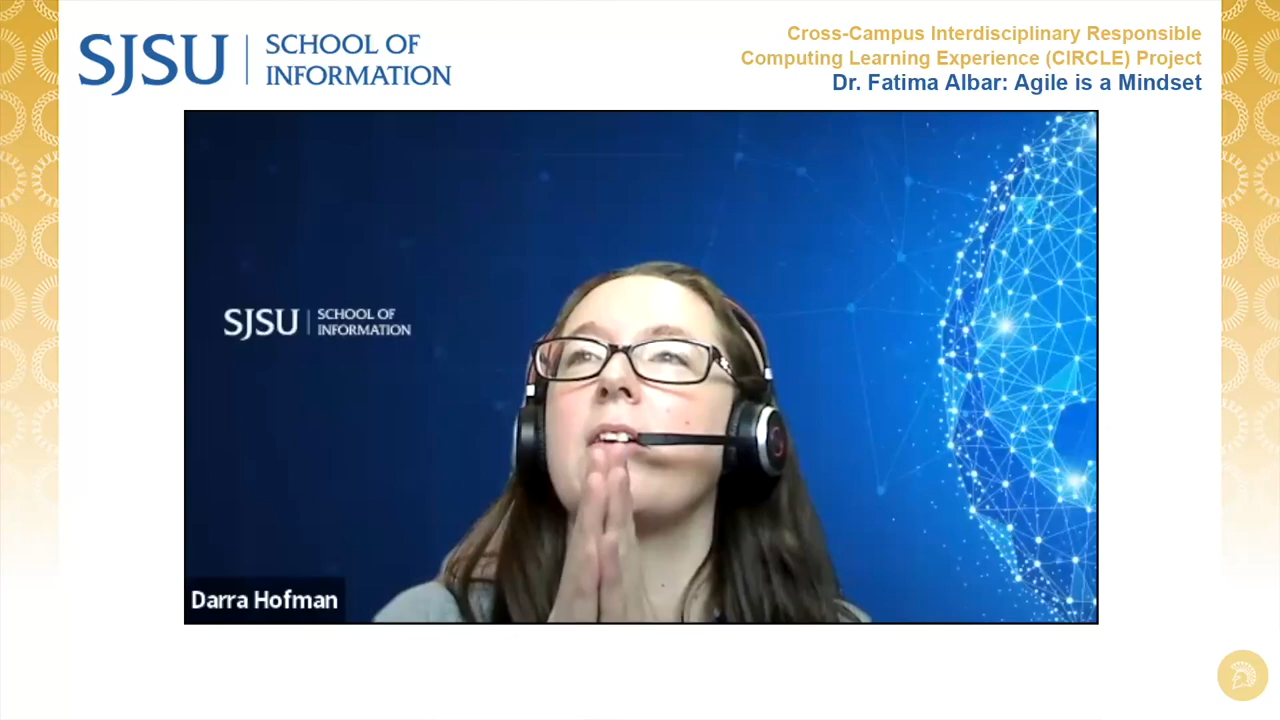 SJSU
SCHOOL OF
INFORMATION
Cross-Campus Interdisciplinary Responsible
Computing Learning Experience (CIRCLE) Project
Dr. Fatima Albar: Agile is a Mindset
SJSU
SCHOOL OF
INFORMATION
Darra Hofman